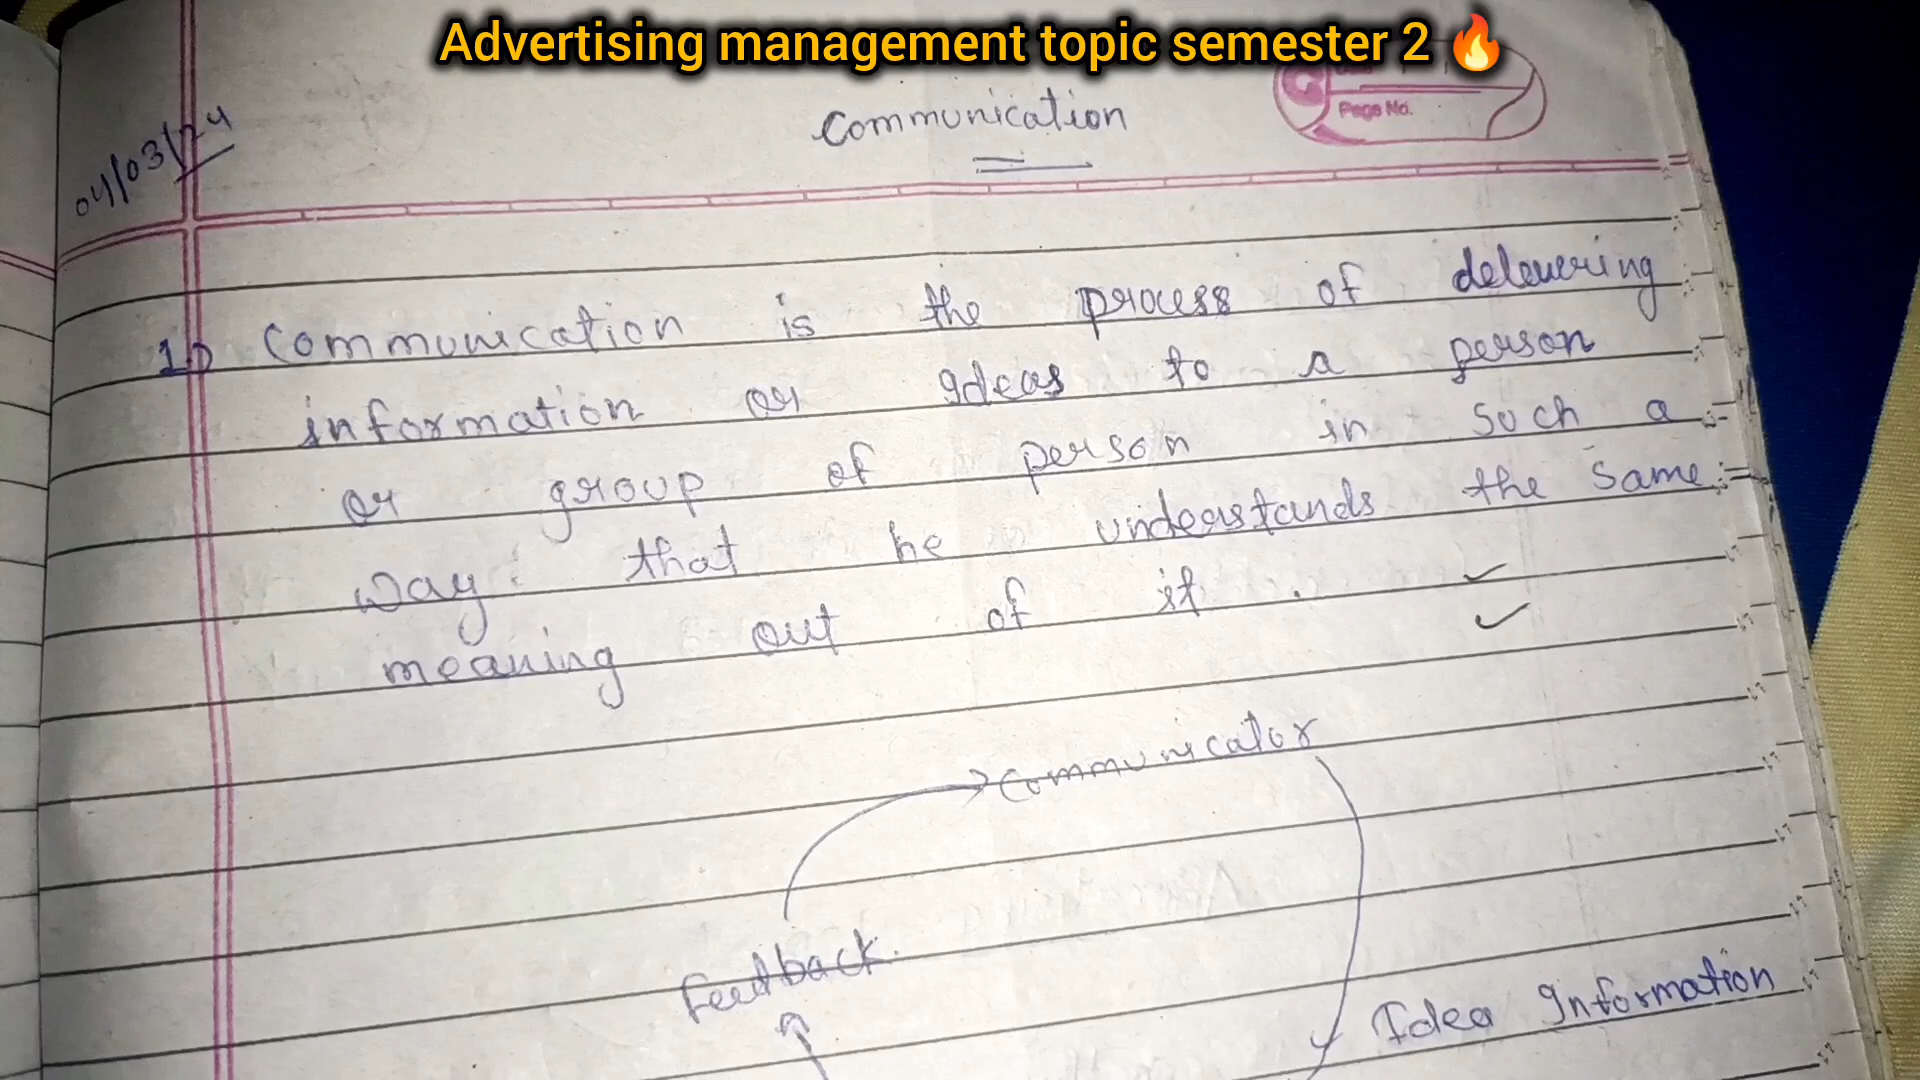 Advertising management topic semester 2 🔥
Communication
Page No.
04/03/24
1) Communication is the process of delevering
information or ideas to a person
or group of person in such a
way that he understands the same
meaning out of it.
Communicator
Feedback.
Idea Information